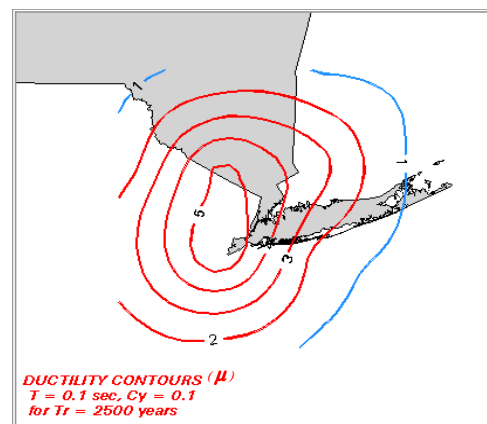 1
1
5
3
2
DUCTILITY CONTOURS (μ)
T = 0.1 sec, Cy = 0.1
for Tr = 2500 years